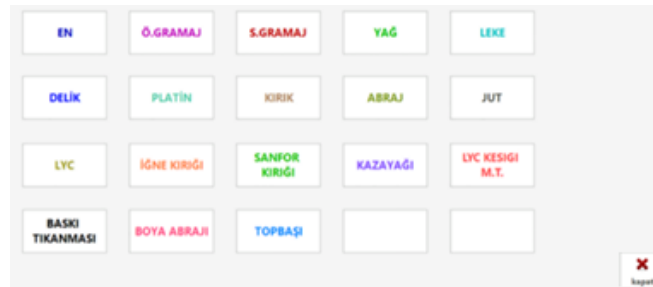 EN
Ö.GRAMAJ
S.GRAMAJ
YAĞ
LEKE
DELİK
PLATİN
KIRIK
ABRAJ
JUT
LYC
İĞNE KIRIĞI
SANFOR
KIRIĞI
KAZAYAĞI
LYC KESIGI
M.T.
BASKI
TIKANMASI
BOYA ABRAJI
TOPBAŞI
kapat